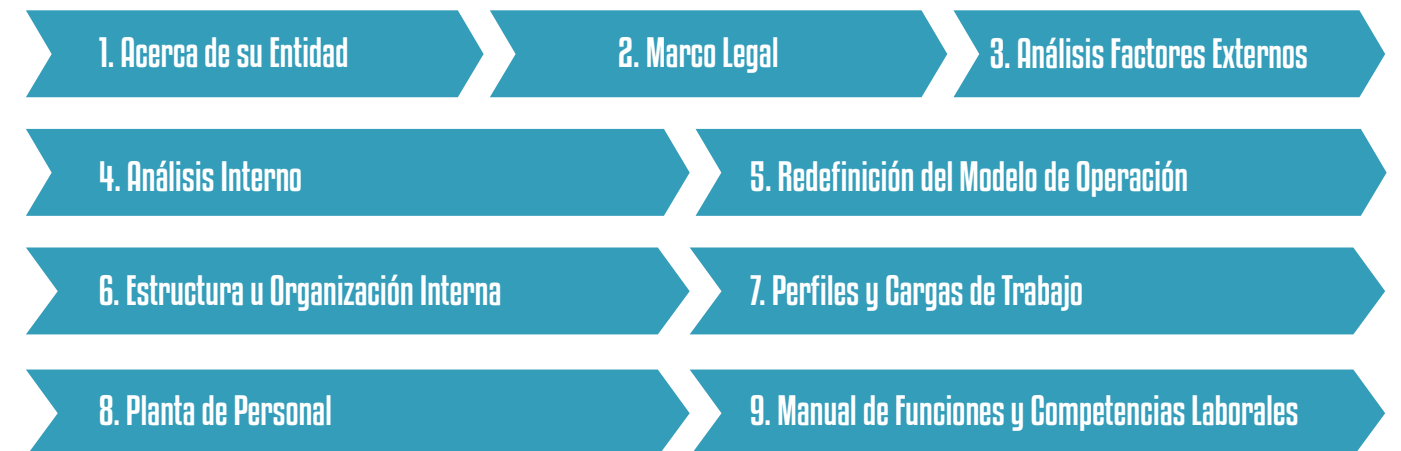 1. Acerca de su Entidad
2. Marco Legal
3. Análisis Factores Externos
4. Análisis Interno
5. Redefinición del Modelo de Operación
6. Estructura u Organización Interna
7. Perfiles y Cargas de Trabajo
8. Planta de Personal
9. Manual de Funciones y Competencias Laborales